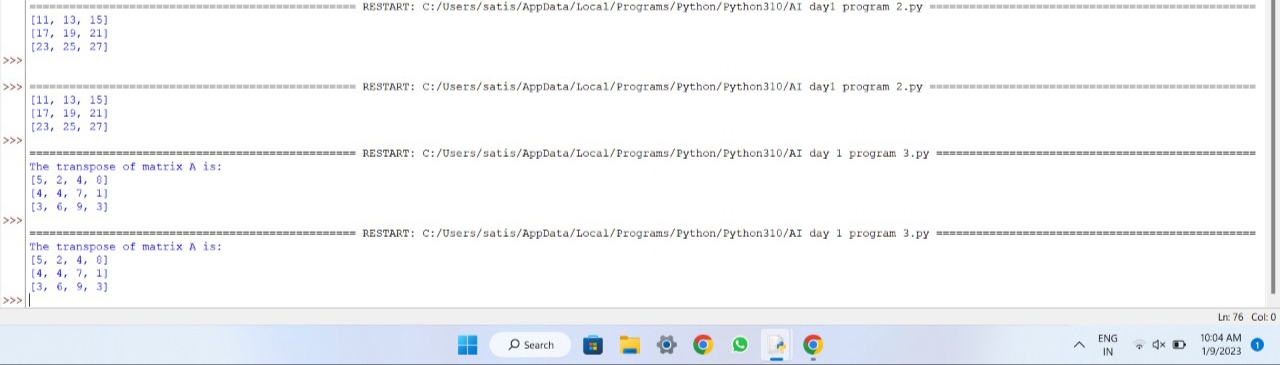 ==================== RESTART: C:/Users/satis/AppData/Local/Programs/Python/Python310/AI day1 program 2.py ====================
[11, 13, 15]
[17, 19, 21]
[23, 25, 27]
>>>
>>> ==================== RESTART: C:/Users/satis/AppData/Local/Programs/Python/Python310/AI day1 program 2.py ====================
[11, 13, 15]
[17, 19, 21]
[23, 25, 27]
>>>
==================== RESTART: C:/Users/satis/AppData/Local/Programs/Python/Python310/AI day 1 program 3.py ====================
The transpose of matrix A is:
[5, 2, 4, 8]
[4, 4, 7, 1]
[3, 6, 9, 3]
>>>
==================== RESTART: C:/Users/satis/AppData/Local/Programs/Python/Python310/AI day 1 program 3.py ====================
The transpose of matrix A is:
[5, 2, 4, 8]
[4, 4, 7, 1]
[3, 6, 9, 3]
>>>
Ln: 76 Col: 0
Search
ENG
IN
10:04 AM
1/9/2023
1